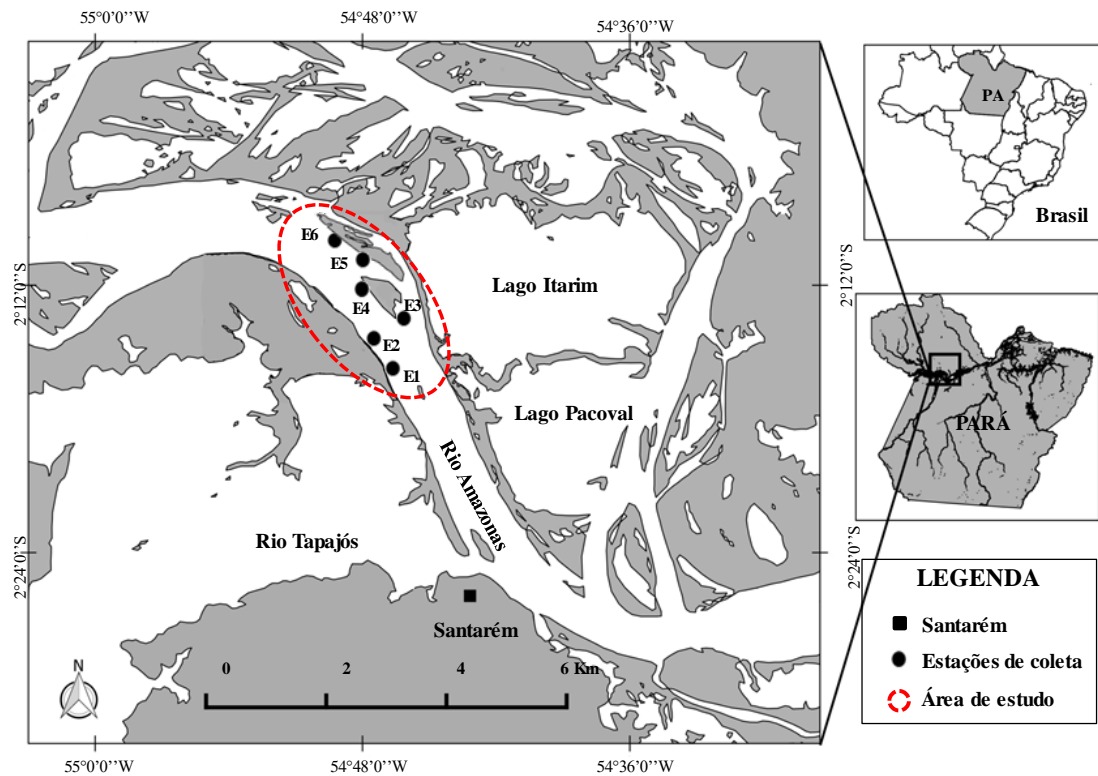 55°0'0''W
54°48'0''W
54°36'0''W
PA
Brasil
E6
E5
E4
E3
E2
E1
Lago Itarim
2°12'0''S
2°12'0''S
Lago Pacoval
Rio Amazonas
PARÁ
Rio Tapajós
2°24'0''S
2°24'0''S
Santarém
N
0 2 4 6 Km
LEGENDA
Santarém
Estações de coleta
Área de estudo
55°0'0''W
54°48'0''W
54°36'0''W